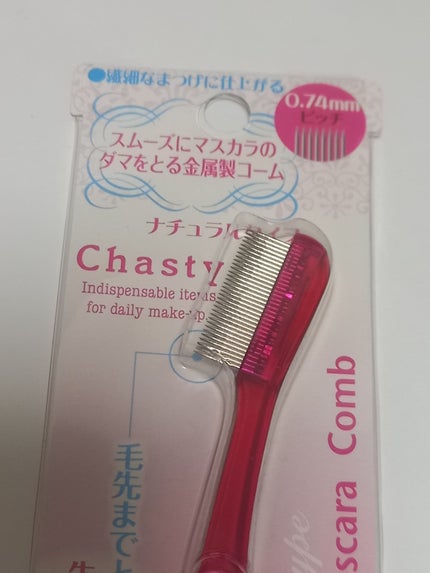 ●繊細なまつげに仕上がる
0.74mm
ピッチ
スムーズにマスカラの
ダマをとる金属製コーム
ナチュラル
Chasty
Indispensable items
for daily make-up.
毛先までと
scara Comb
ype